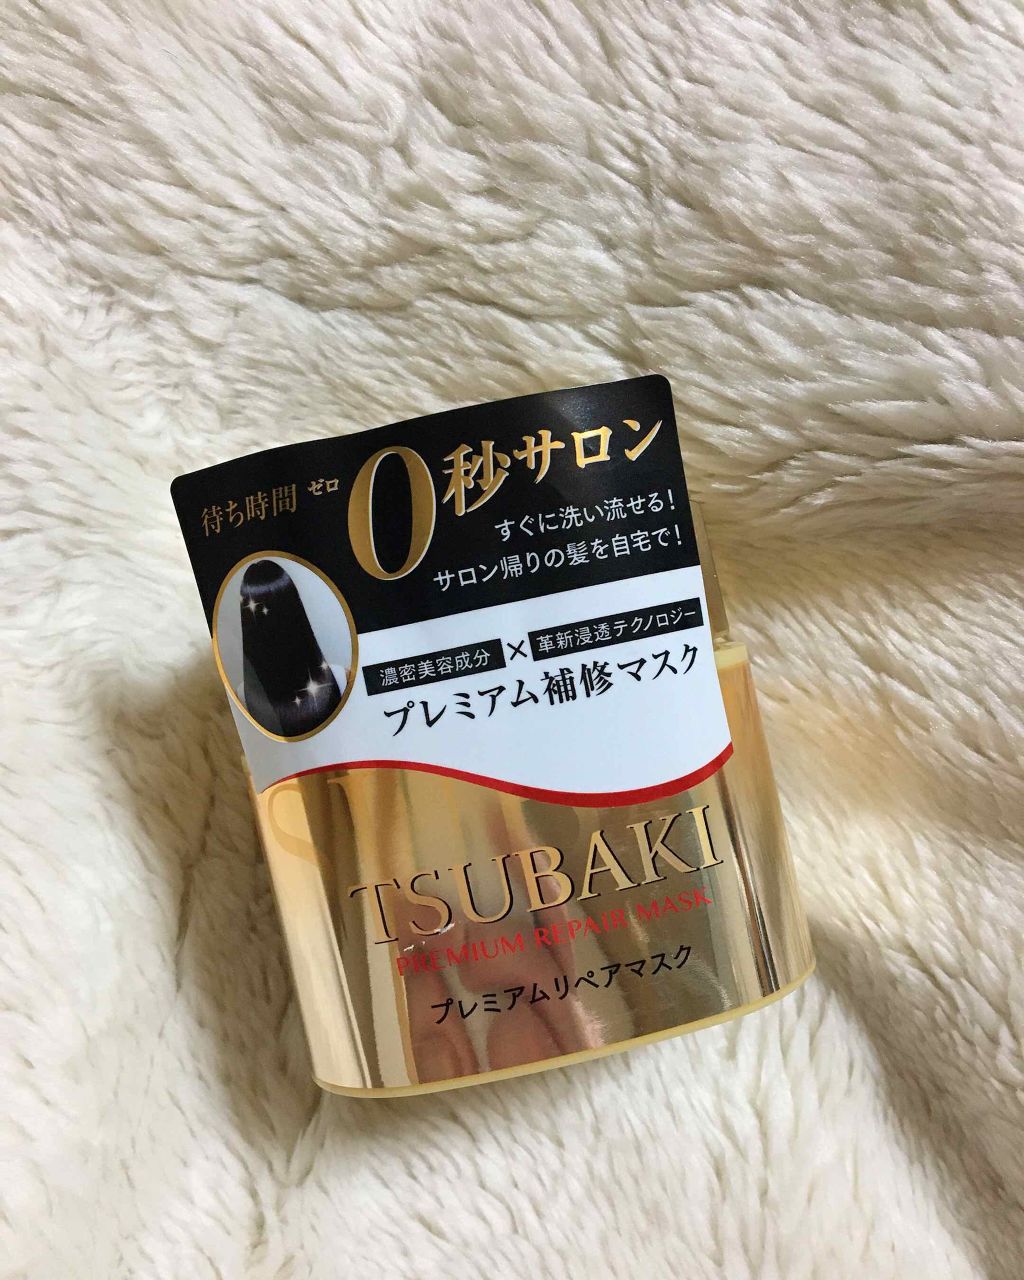 待ち時間 ゼロ 0秒サロン
すぐに洗い流せる!
サロン帰りの髪を自宅で!
濃密美容成分 × 革新浸透テクノロジー
プレミアム補修マスク
TSUBAKI
PREMIUM REPAIR MASK
プレミアムリペアマスク